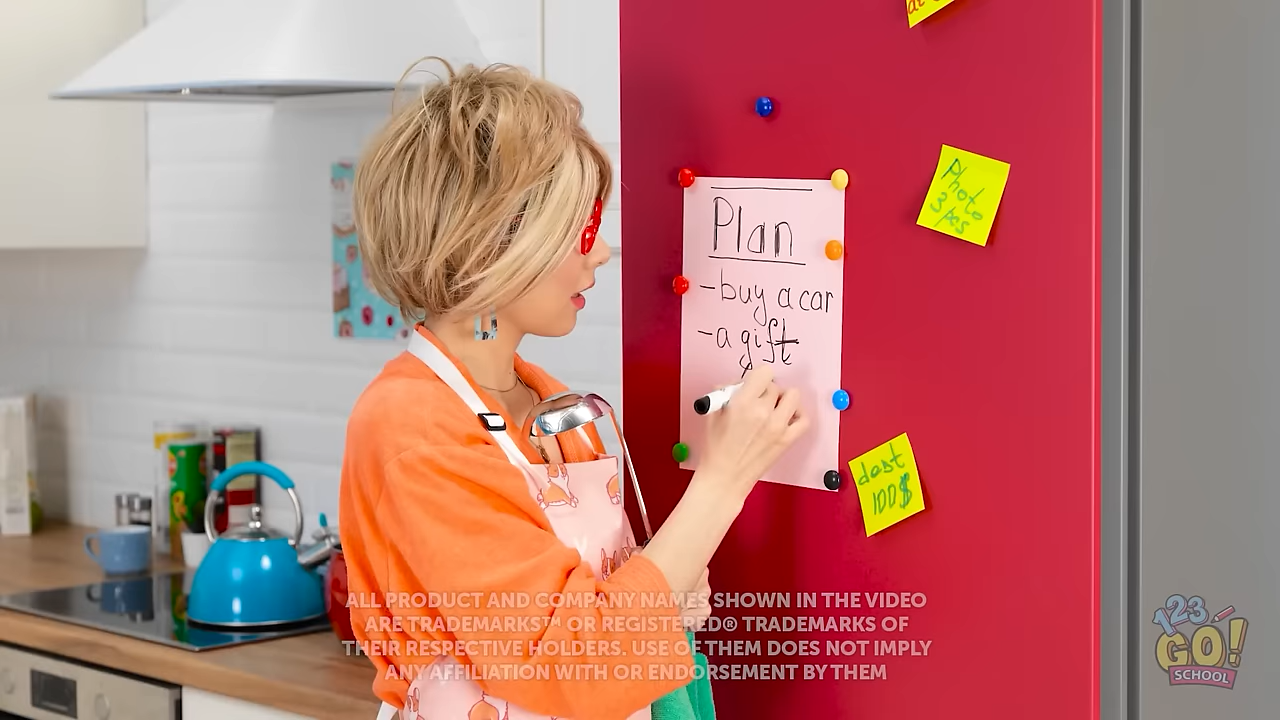 Plan
-buy a car
-a gift
Photo
3 pcs
dest
100$
ALL PRODUCT AND COMPANY NAMES SHOWN IN THE VIDEO
ARE TRADEMARKS™ OR REGISTERED® TRADEMARKS OF
THEIR RESPECTIVE HOLDERS. USE OF THEM DOES NOT IMPLY
ANY AFFILIATION WITH OR ENDORSEMENT BY THEM
123
GO!
SCHOOL